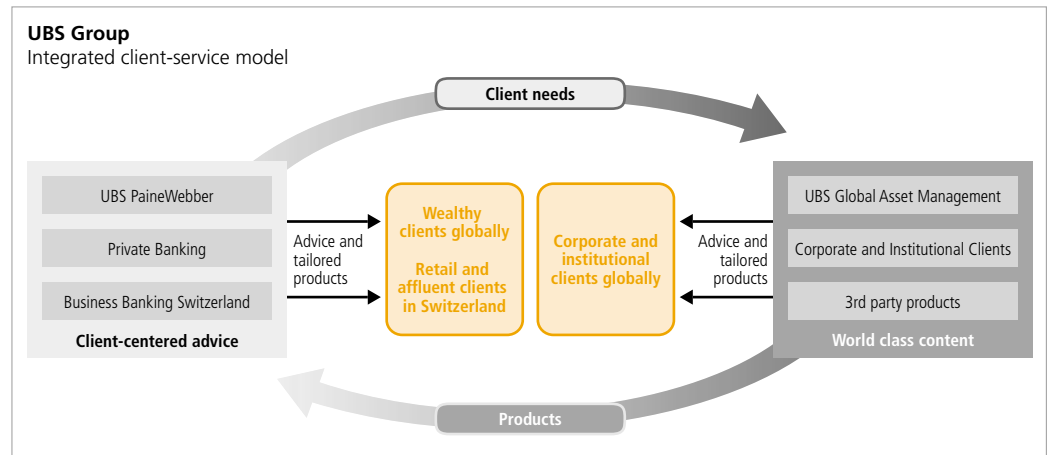 UBS Group
Integrated client-service model
Client needs
UBS PaineWebber
Private Banking
Business Banking Switzerland
Client-centered advice
Advice and
tailored
products
Wealthy
clients globally
Retail and
affluent clients
in Switzerland
Corporate and
institutional
clients globally
Advice and
tailored
products
UBS Global Asset Management
Corporate and Institutional Clients
3rd party products
World class content
Products